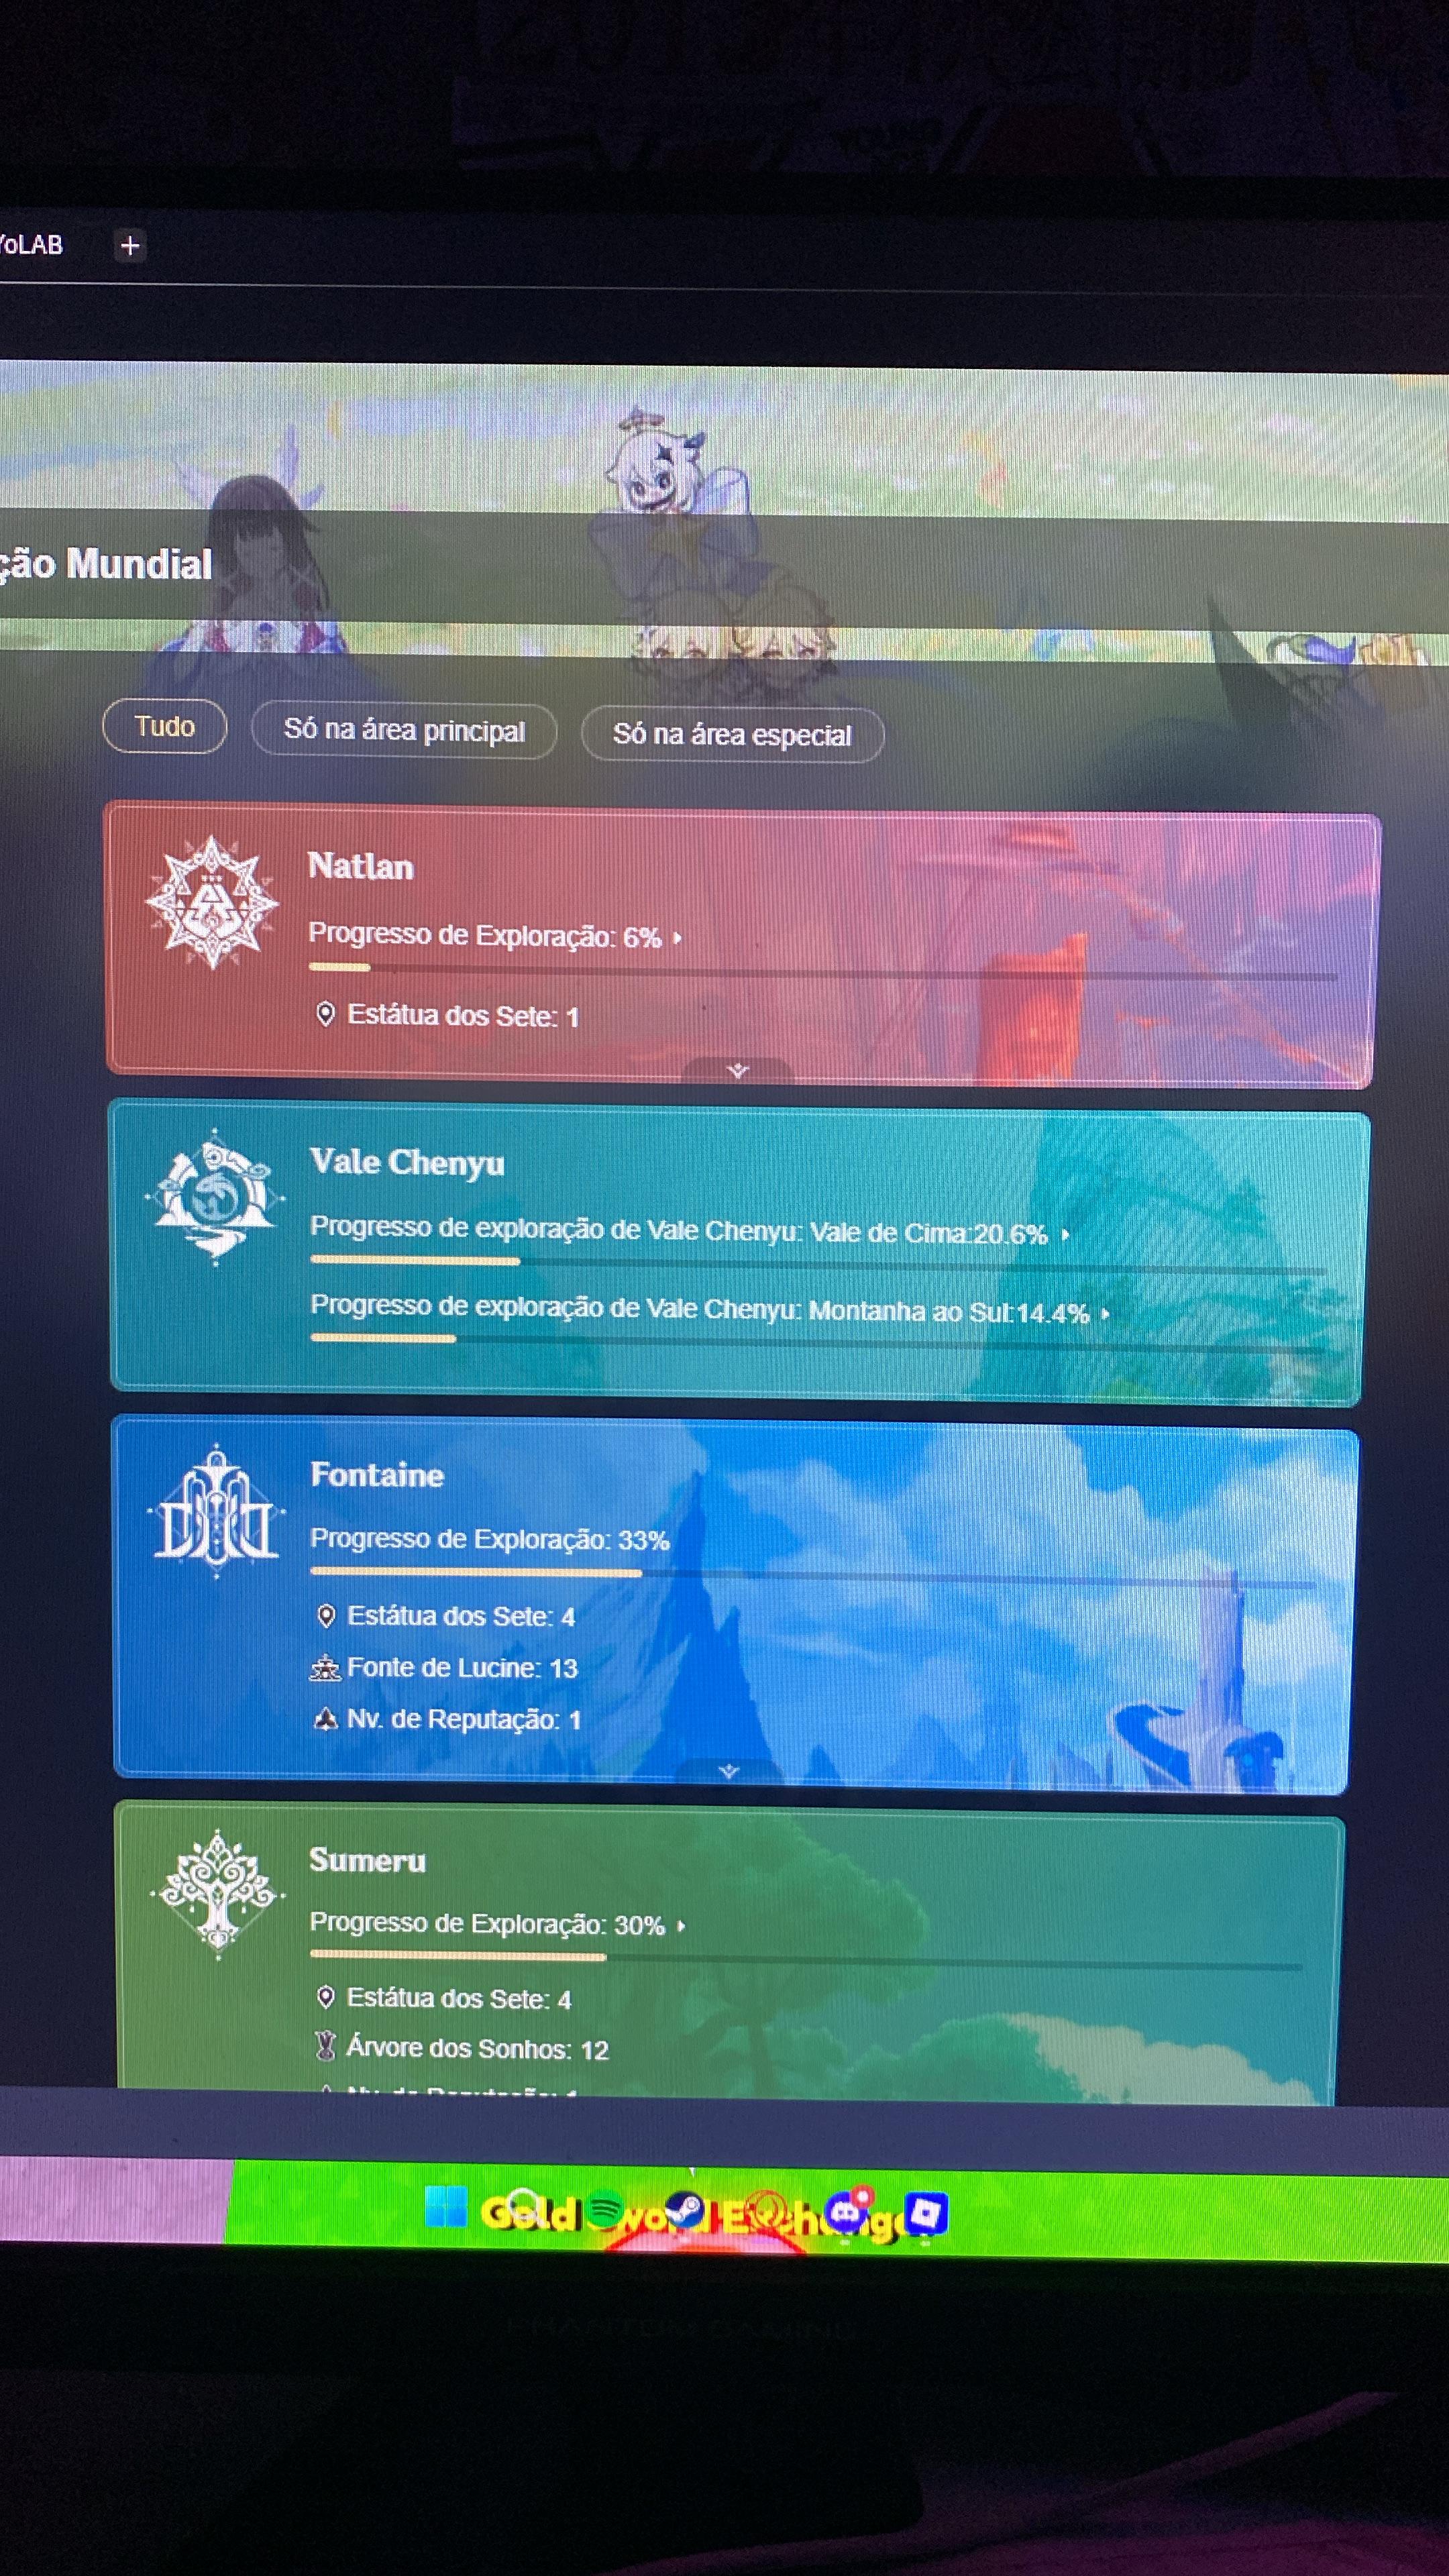 YoLAB
ção Mundial
Tudo
Só na área principal
Só na área especial
Natlan
Progresso de Exploração: 6%
Estátua dos Sete: 1
Vale Chenyu
Progresso de exploração de Vale Chenyu: Vale de Cima:20.6%
Progresso de exploração de Vale Chenyu: Montanha ao Sul:14.4%
Fontaine
Progresso de Exploração: 33%
Estátua dos Sete: 4
Fonte de Lucine: 13
Nv. de Reputação: 1
Sumeru
Progresso de Exploração: 30%
Estátua dos Sete: 4
Árvore dos Sonhos: 12
Gold
PHANTOM GAMING